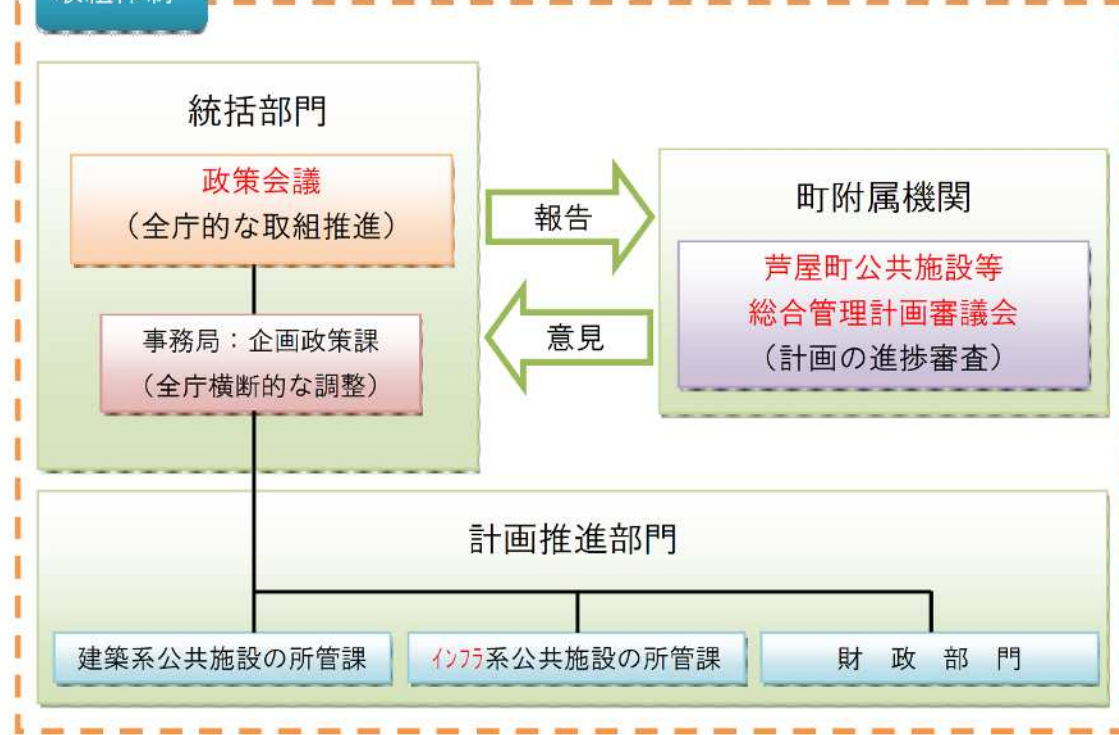 取組体制
統括部門
政策会議
（全庁的な取組推進）
事務局：企画政策課
（全庁横断的な調整）
報告
意見
町附属機関
芦屋町公共施設等
総合管理計画審議会
（計画の進捗審査）
計画推進部門
建築系公共施設の所管課
ｲﾝﾌﾗ系公共施設の所管課
財　政　部　門